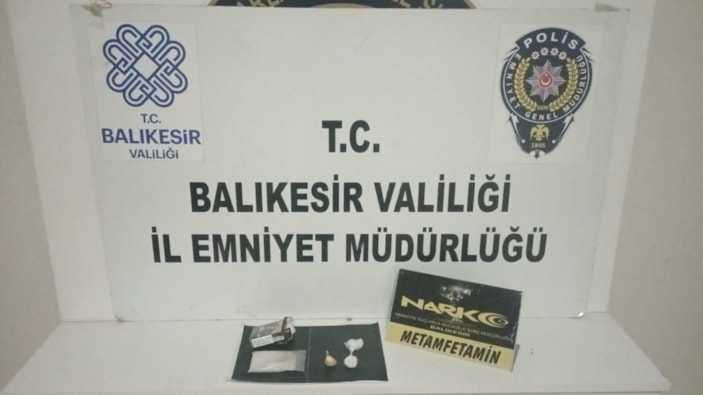 T.C.
BALIKESİR
VALİLİĞİ
POLİS
EMNİYET GENEL MÜDÜRLÜĞÜ
EGM
1845
T.C.
BALIKESİR VALİLİĞİ
İL EMNİYET MÜDÜRLÜĞÜ
NARKO
BALIKESİR
METAMFETAMİN